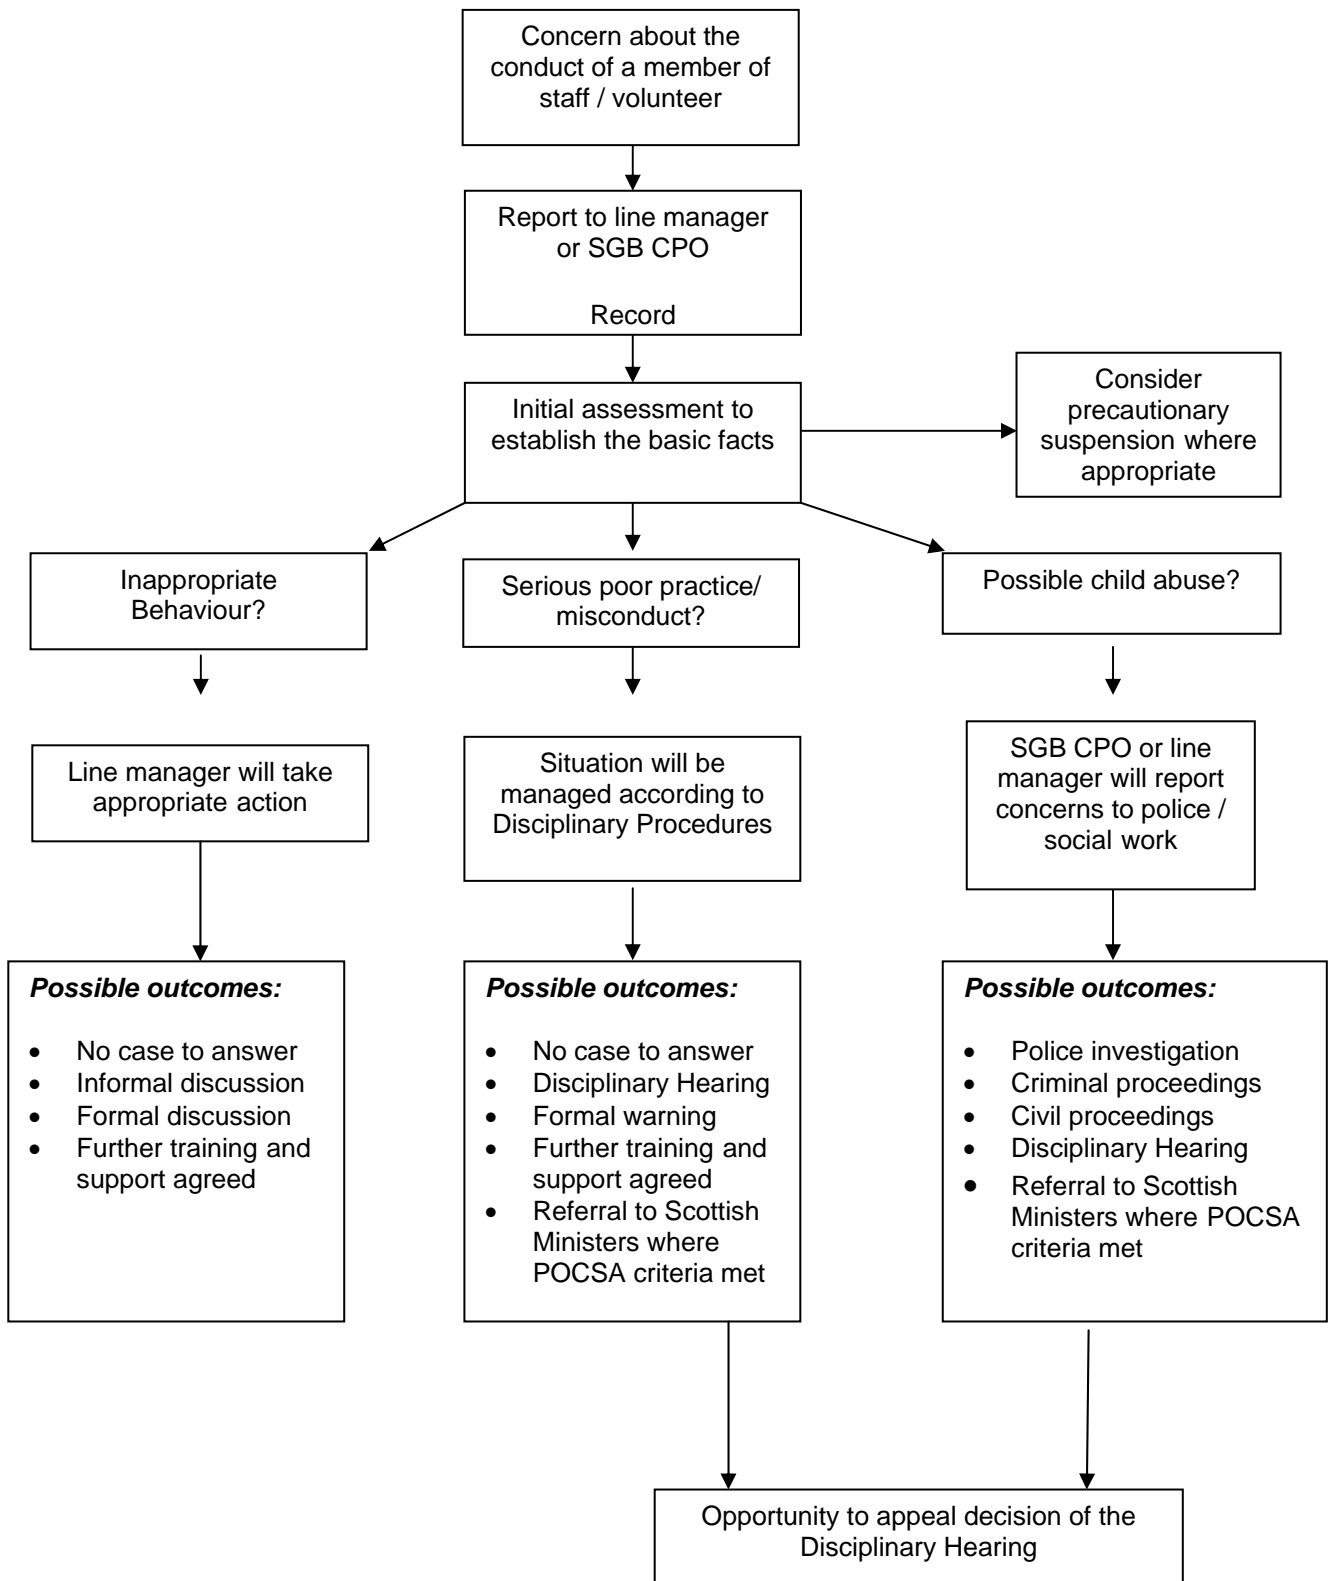 Concern about the
conduct of a member of
staff / volunteer
Report to line manager
or SGB CPO
Record
Initial assessment to
establish the basic facts
Consider
precautionary
suspension where
appropriate
Inappropriate
Behaviour?
Serious poor practice/
misconduct?
Possible child abuse?
Line manager will take
appropriate action
Situation will be
managed according to
Disciplinary Procedures
SGB CPO or line
manager will report
concerns to police /
social work
Possible outcomes:
• No case to answer
• Informal discussion
• Formal discussion
• Further training and
support agreed
Possible outcomes:
• No case to answer
• Disciplinary Hearing
• Formal warning
• Further training and
support agreed
• Referral to Scottish
Ministers where
POCSA criteria met
Possible outcomes:
• Police investigation
• Criminal proceedings
• Civil proceedings
• Disciplinary Hearing
• Referral to Scottish
Ministers where POCSA
criteria met
Opportunity to appeal decision of the
Disciplinary Hearing